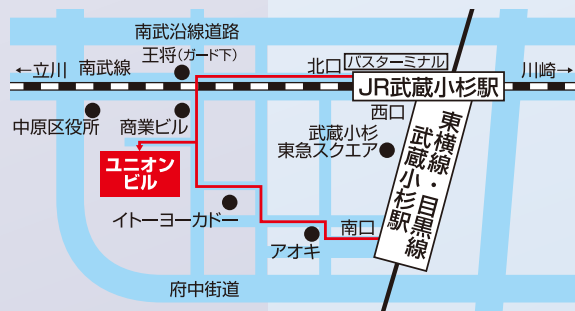 南武沿線道路
王将(ガード下)
北口
バスターミナル
←立川
南武線
JR武蔵小杉駅
川崎→
中原区役所
商業ビル
西口
武蔵小杉
東急スクエア
東横線・目黒線
武蔵小杉駅
ユニオン
ビル
イトーヨーカドー
南口
アオキ
府中街道